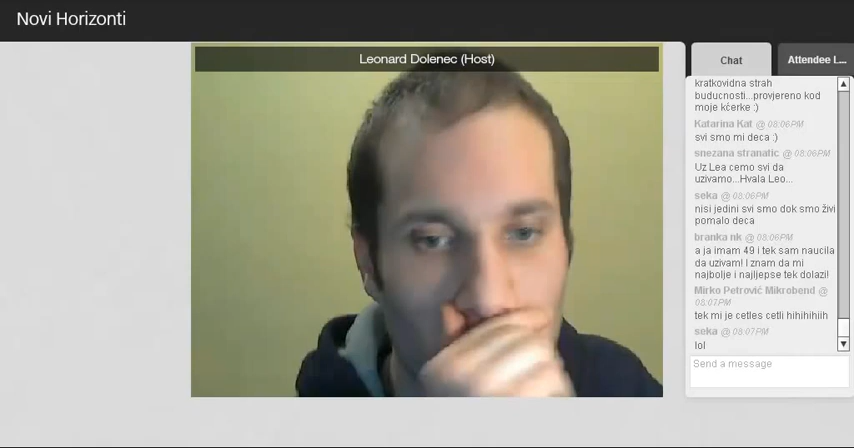 Novi Horizonti
Leonard Dolenec (Host)
Chat
Attendee L...
kratkovidna strah
buducnosti...provjereno kod
moje kćerke :)
Katarina Kat @ 08:06PM
svi smo mi deca :)
snezana stranatic @ 08:06PM
Uz Lea cemo svi da
uzivamo...Hvala Leo...
seka @ 08:06PM
nisi jedini svi smo dok smo živi
pomalo deca
branka nk @ 08:06PM
a ja imam 49 i tek sam naucila
da uzivam! I znam da mi
najbolje i najljepse tek dolazi!
Mirko Petrović Mikrobend @
08:07PM
tek mi je cetles cetli hihihihiih
seka @ 08:07PM
lol
Send a message